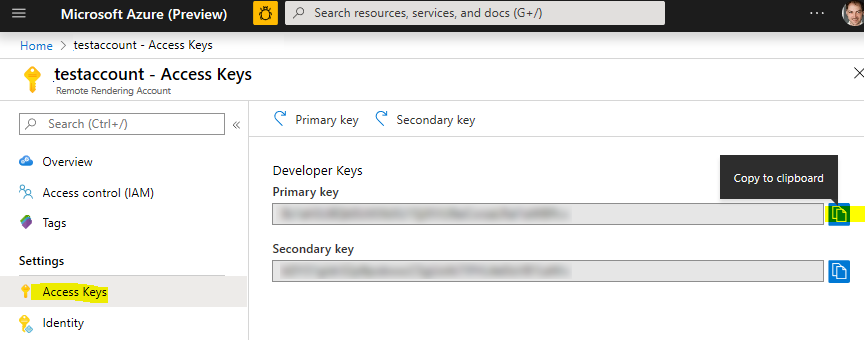 Microsoft Azure (Preview)
Search resources, services, and docs (G+/)
Home > testaccount - Access Keys
testaccount - Access Keys
Remote Rendering Account
Search (Ctrl+/)
«
Primary key
Secondary key
Overview
Access control (IAM)
Tags
Settings
Access Keys
Identity
Developer Keys
Copy to clipboard
Primary key
Secondary key